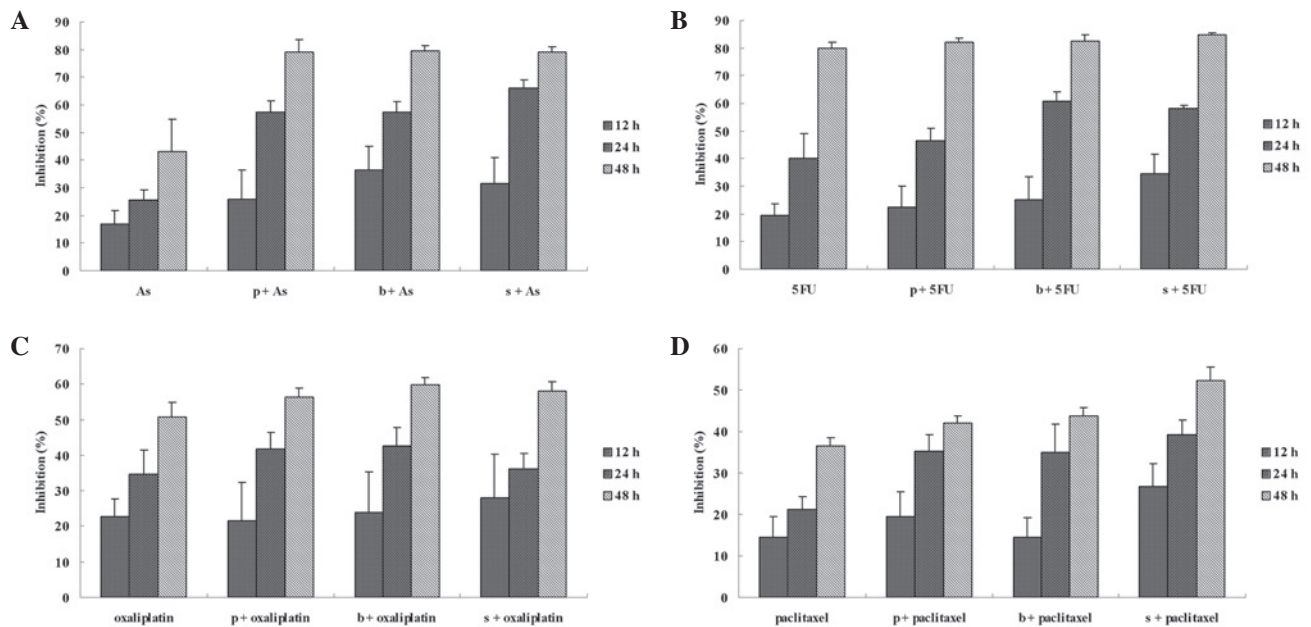 A
90
80
70
60
50
40
30
20
10
0
Inhibition (%)
As
p + As
b + As
s + As
12 h
24 h
48 h
B
90
80
70
60
50
40
30
20
10
0
Inhibition (%)
5FU
p + 5FU
b + 5FU
s + 5FU
12 h
24 h
48 h
C
70
60
50
40
30
20
10
0
Inhibition (%)
oxaliplatin
p + oxaliplatin
b + oxaliplatin
s + oxaliplatin
12 h
24 h
48 h
D
60
50
40
30
20
10
0
Inhibition (%)
paclitaxel
p + paclitaxel
b + paclitaxel
s + paclitaxel
12 h
24 h
48 h